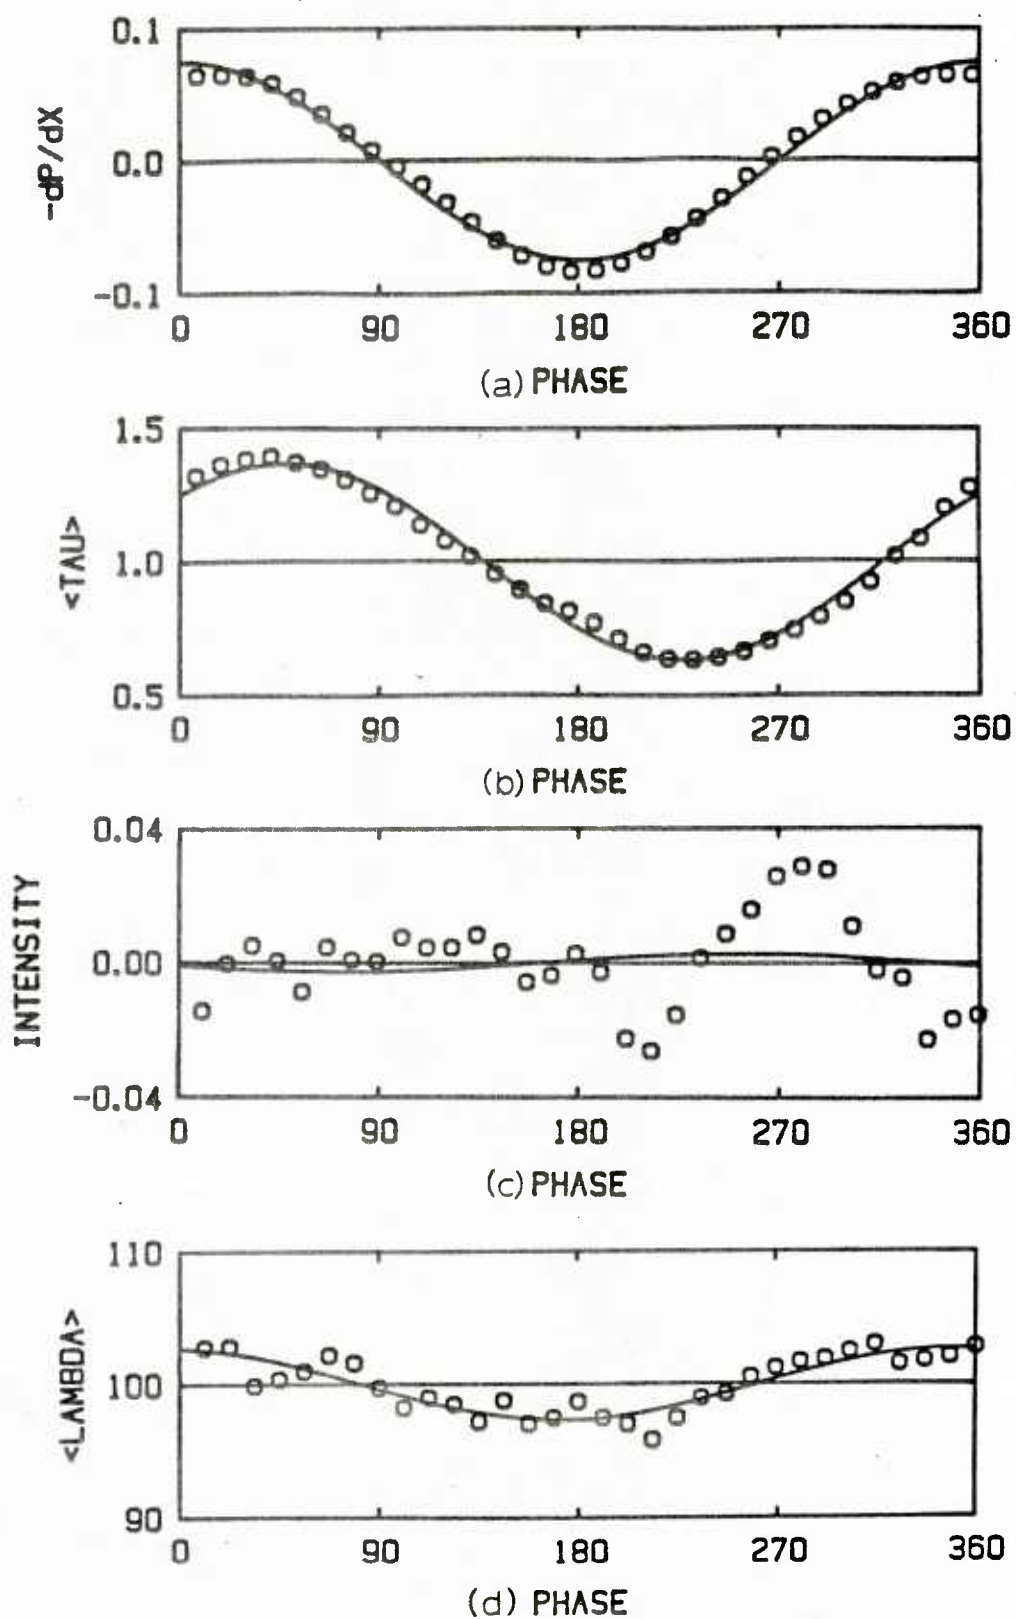 0.1
0.0
-0.1
-dP/dX
0 90 180 270 360
(a) PHASE
1.5
1.0
0.5
<TAU>
0 90 180 270 360
(b) PHASE
0.04
0.00
-0.04
INTENSITY
0 90 180 270 360
(c) PHASE
110
100
90
<LAMBDA>
0 90 180 270 360
(d) PHASE